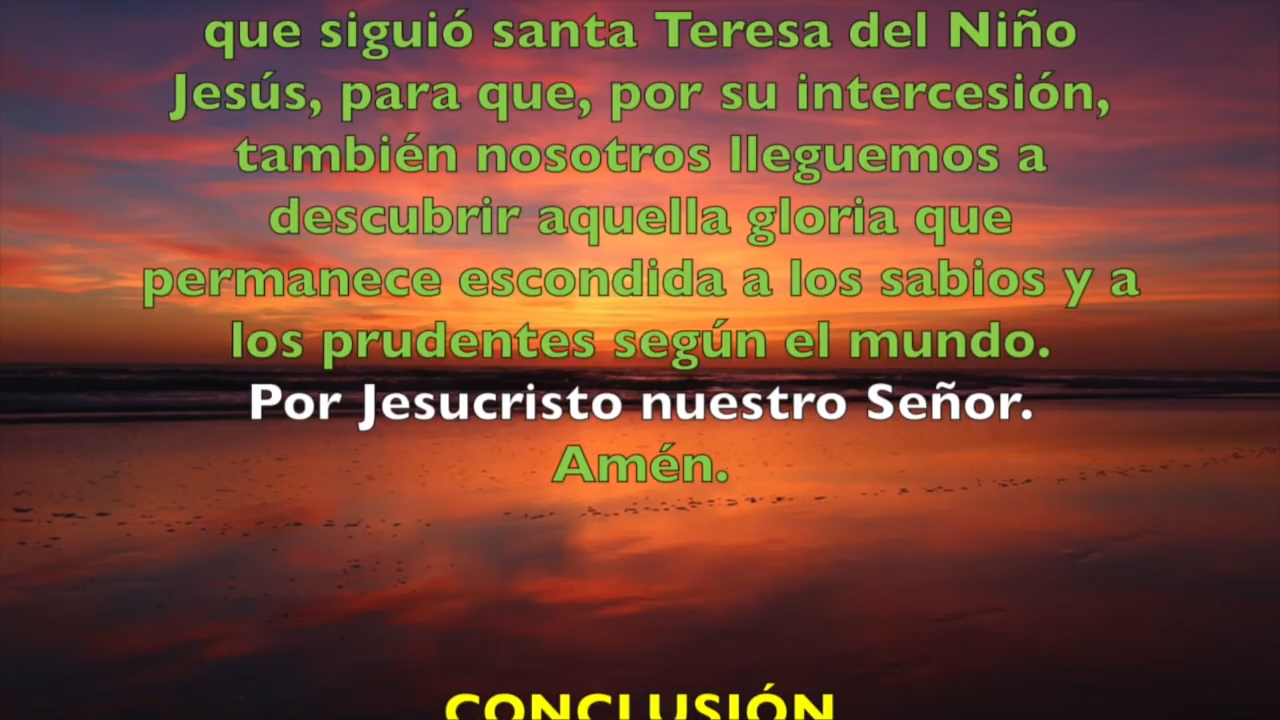 que siguió santa Teresa del Niño
Jesús, para que, por su intercesión,
también nosotros lleguemos a
descubrir aquella gloria que
permanece escondida a los sabios y a
los prudentes según el mundo.
Por Jesucristo nuestro Señor.
Amén.
CONCLUSIÓN